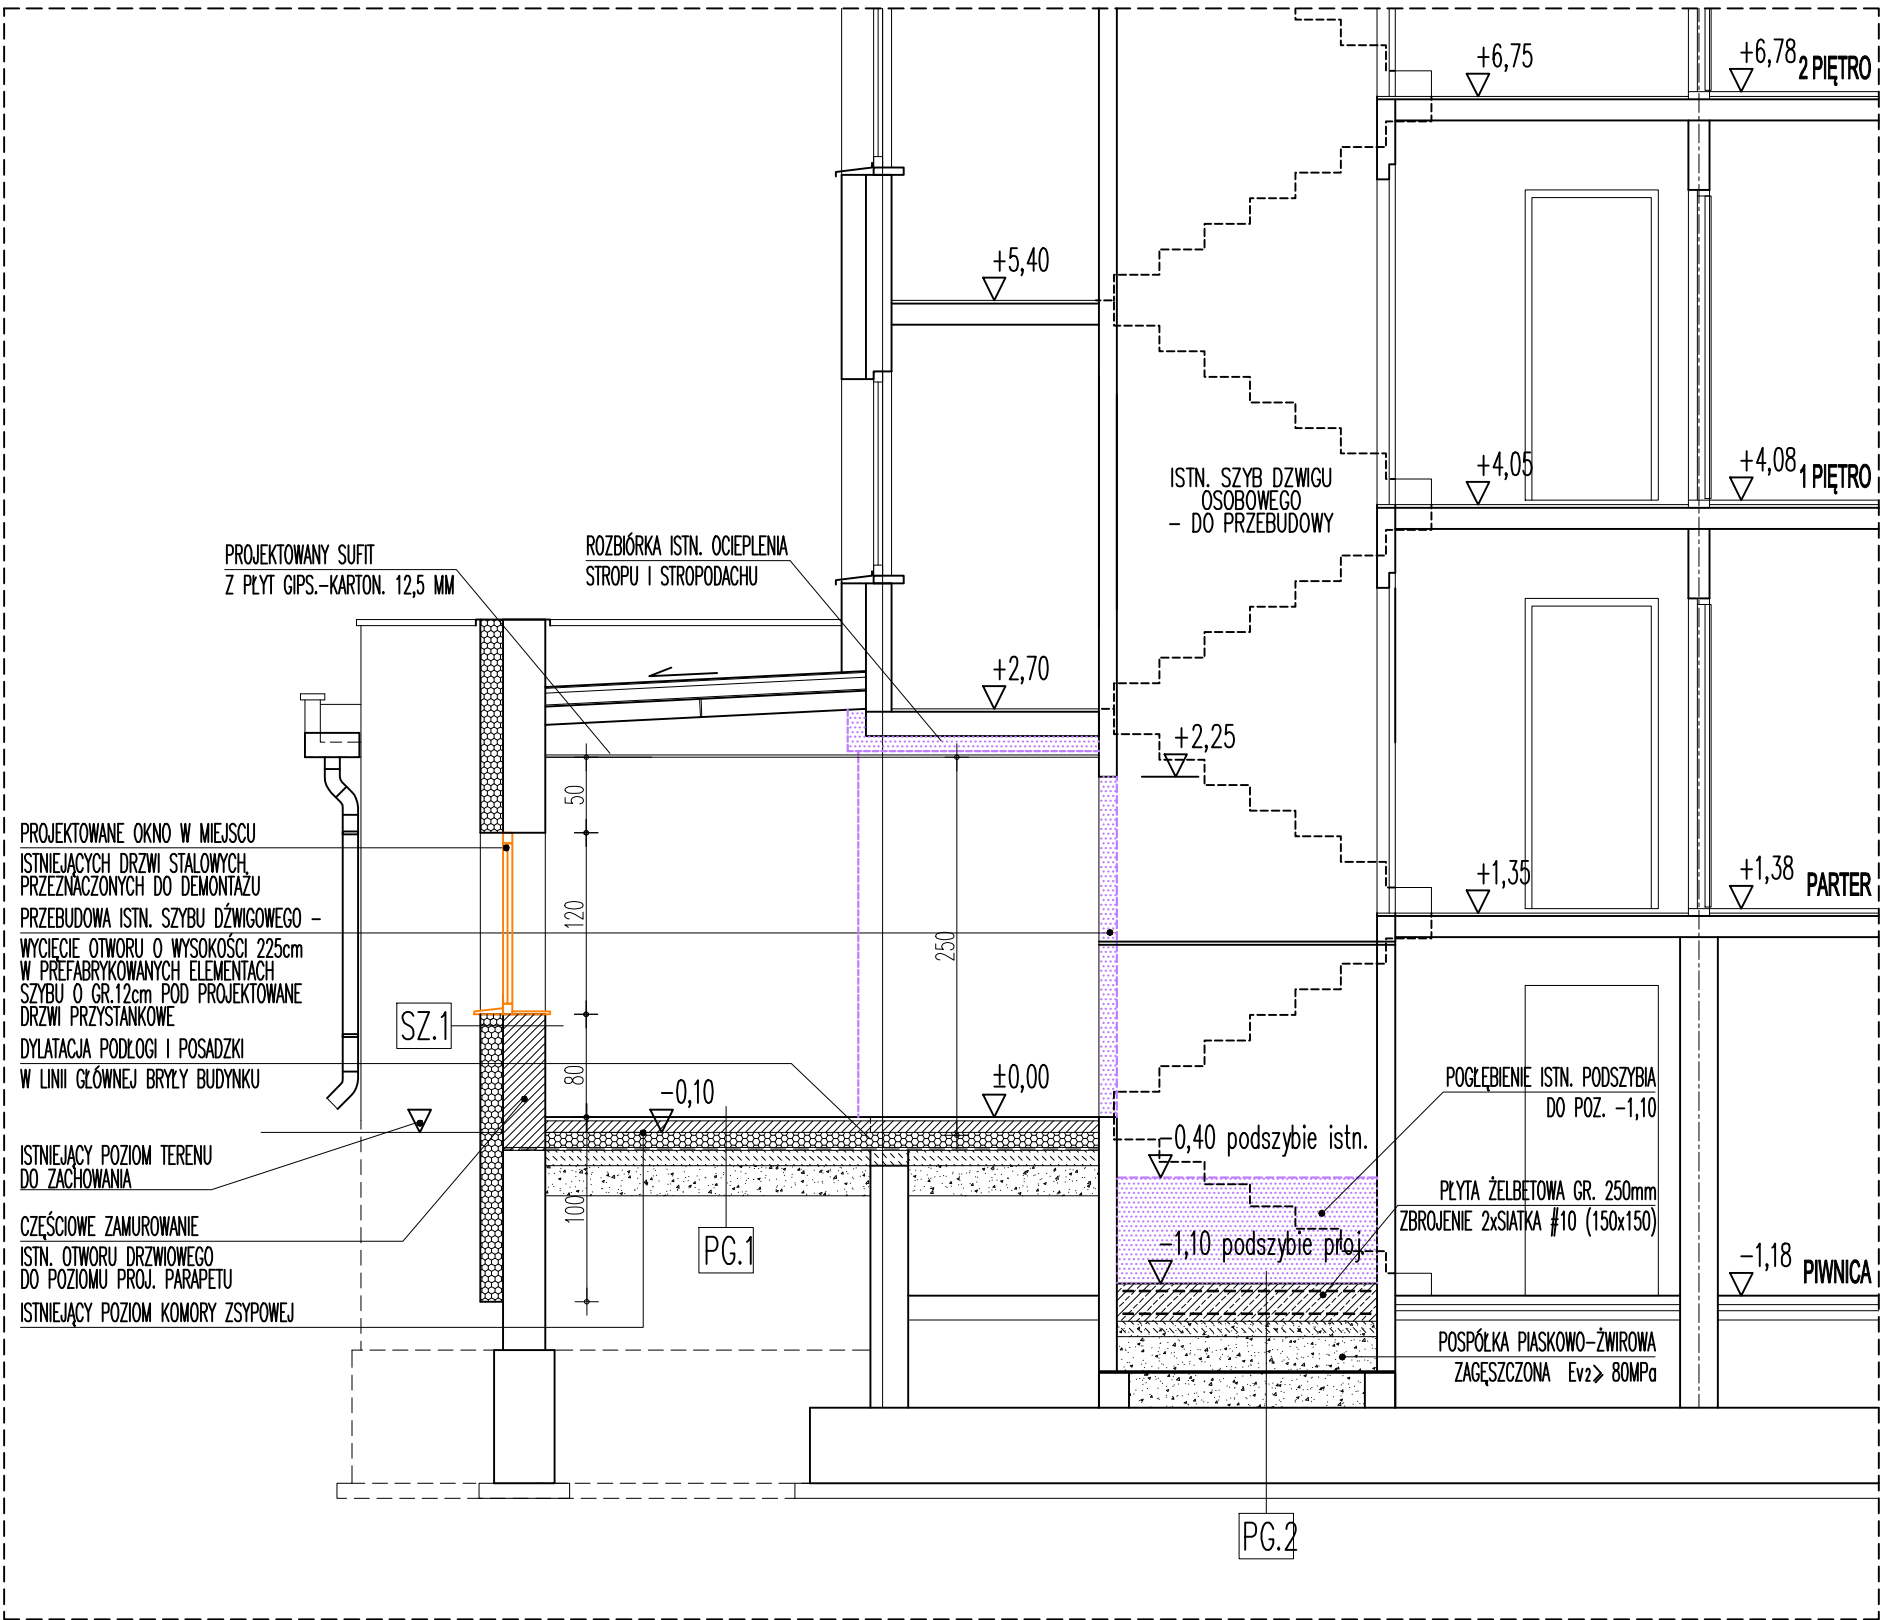 +6,75
+6,78
2 PIĘTRO
+5,40
+4,05
+4,08
1 PIĘTRO
ISTN. SZYB DZWIGU
OSOBOWEGO
- DO PRZEBUDOWY
PROJEKTOWANY SUFIT
Z PŁYT GIPS.-KARTON. 12,5 MM
ROZBIÓRKA ISTN. OCIEPLENIA
STROPU I STROPODACHU
+2,70
+2,25
+1,35
+1,38
PARTER
50
120
80
100
250
PROJEKTOWANE OKNO W MIEJSCU
ISTNIEJĄCYCH DRZWI STALOWYCH,
PRZEZNACZONYCH DO DEMONTAŻU
PRZEBUDOWA ISTN. SZYBU DŹWIGOWEGO -
WYCIĘCIE OTWORU O WYSOKOŚCI 225cm
W PREFABRYKOWANYCH ELEMENTACH
SZYBU O GR.12cm POD PROJEKTOWANE
DRZWI PRZYSTANKOWE
SZ.1
DYLATACJA PODŁOGI I POSADZKI
W LINII GŁÓWNEJ BRYŁY BUDYNKU
-0,10
±0,00
ISTNIEJĄCY POZIOM TERENU
DO ZACHOWANIA
CZĘŚCIOWE ZAMUROWANIE
ISTN. OTWORU DRZWIOWEGO
DO POZIOMU PROJ. PARAPETU
ISTNIEJĄCY POZIOM KOMORY ZSYPOWEJ
PG.1
-0,40 podszybie istn.
-1,10 podszybie proj.
POGŁĘBIENIE ISTN. PODSZYBIA
DO POZ. -1,10
PŁYTA ŻELBETOWA GR. 250mm
ZBROJENIE 2xSIATKA #10 (150x150)
-1,18
PIWNICA
POSPÓŁKA PIASKOWO-ŻWIROWA
ZAGĘSZCZONA Ev2≥ 80MPa
PG.2